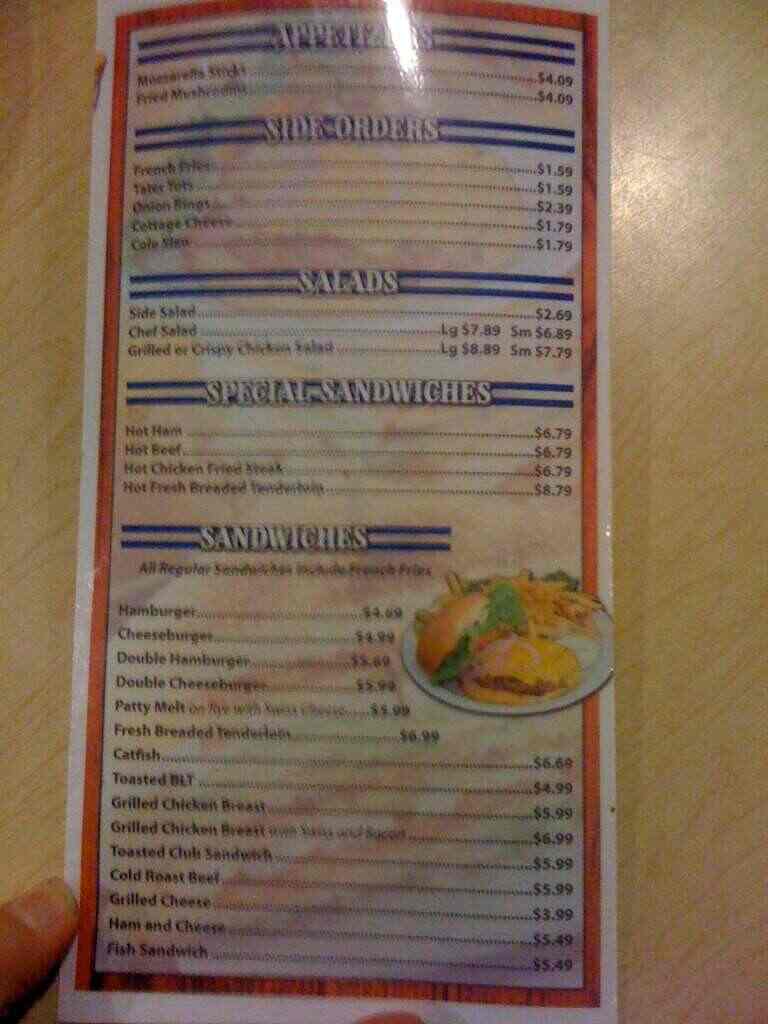 APPETIZERS
Mozzarella Sticks $4.09
Fried Mushrooms $4.09
SIDE ORDERS
French Fries $1.59
Tater Tots $1.59
Onion Rings $2.39
Cottage Cheese $1.79
Cole Slaw $1.79
SALADS
Side Salad $2.69
Chef Salad Lg $7.89 Sm $6.89
Grilled or Crispy Chicken Salad Lg $8.89 Sm $7.79
SPECIAL SANDWICHES
Hot Ham $6.79
Hot Beef $6.79
Hot Chicken Fried Steak $6.79
Hot Fresh Breaded Tenderloin $8.79
SANDWICHES
All Regular Sandwiches Include French Fries
Hamburger $4.69
Cheeseburger $4.99
Double Hamburger $5.69
Double Cheeseburger $5.99
Patty Melt on Rye with Swiss Cheese $5.99
Fresh Breaded Tenderloin $6.99
Catfish $6.69
Toasted BLT $4.99
Grilled Chicken Breast $5.99
Grilled Chicken Breast with Swiss and Bacon $6.99
Toasted Club Sandwich $5.99
Cold Roast Beef $5.99
Grilled Cheese $3.99
Ham and Cheese $5.49
Fish Sandwich $5.49